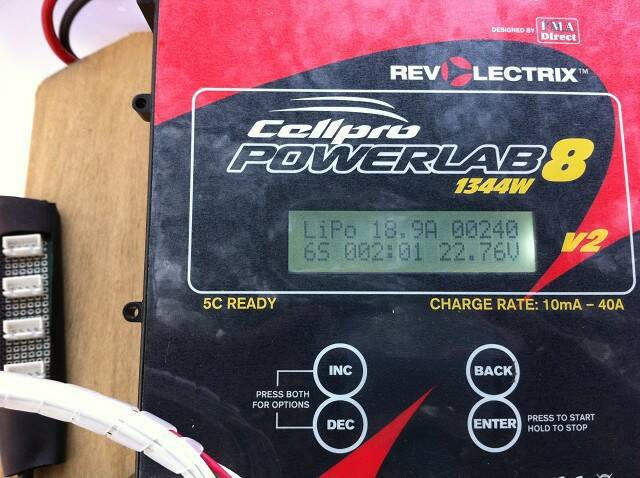 DESIGNED BY FMA Direct
REVOLECTRIX™
Cellpro
POWERLAB 8
1344W
LiPo 18.9A 00240
6S 002:01 22.76V
v2
5C READY
CHARGE RATE: 10mA – 40A
INC
BACK
PRESS BOTH
FOR OPTIONS
DEC
ENTER
PRESS TO START
HOLD TO STOP